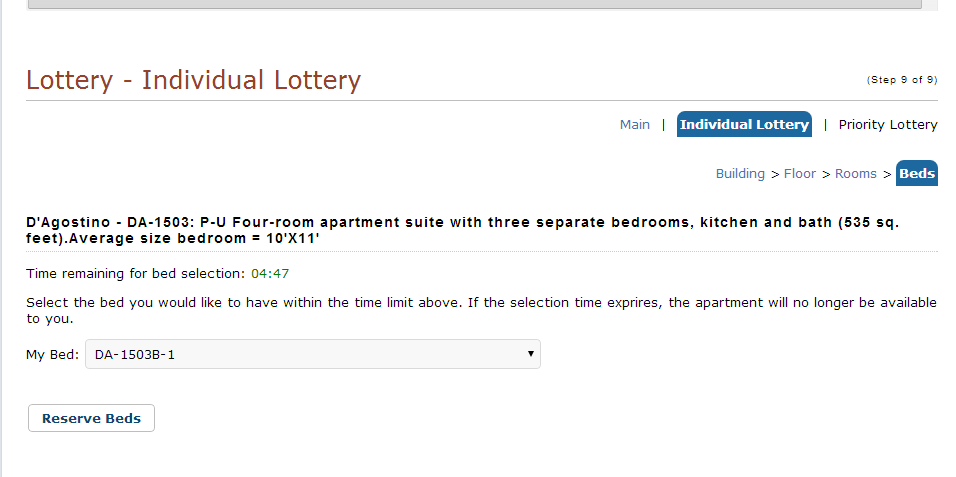 Lottery - Individual Lottery
(Step 9 of 9)
Main | Individual Lottery | Priority Lottery
Building > Floor > Rooms > Beds
D'Agostino - DA-1503: P-U Four-room apartment suite with three separate bedrooms, kitchen and bath (535 sq.
feet).Average size bedroom = 10'X11'
Time remaining for bed selection: 04:47
Select the bed you would like to have within the time limit above. If the selection time exprires, the apartment will no longer be available
to you.
My Bed: DA-1503B-1
Reserve Beds